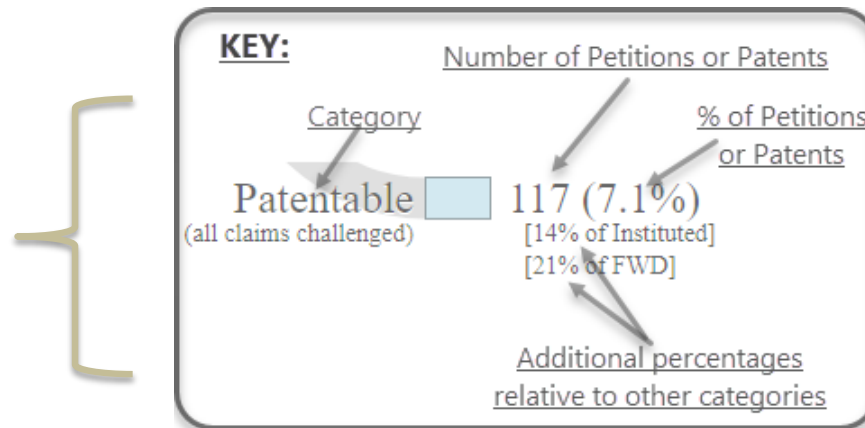 KEY:
Number of Petitions or Patents
Category
% of Petitions
or Patents
Patentable
117 (7.1%)
(all claims challenged)
[14% of Instituted]
[21% of FWD]
Additional percentages
relative to other categories